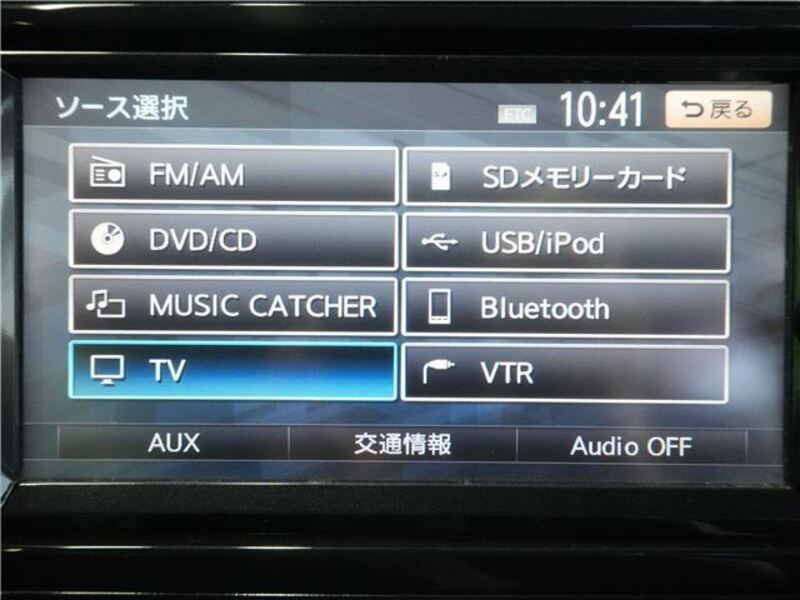 ソース選択 ETC 10:41 戻る
FM/AM SDメモリーカード
DVD/CD USB/iPod
MUSIC CATCHER Bluetooth
TV VTR
AUX 交通情報 Audio OFF